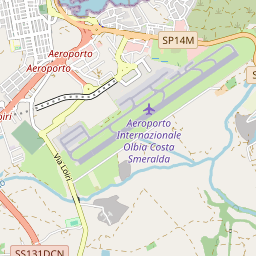 SP14M
Aeroporto
Aeroporto
Aeroporto
Internazionale
Olbia Costa
Smeralda
Via Loiri
SS131DCN